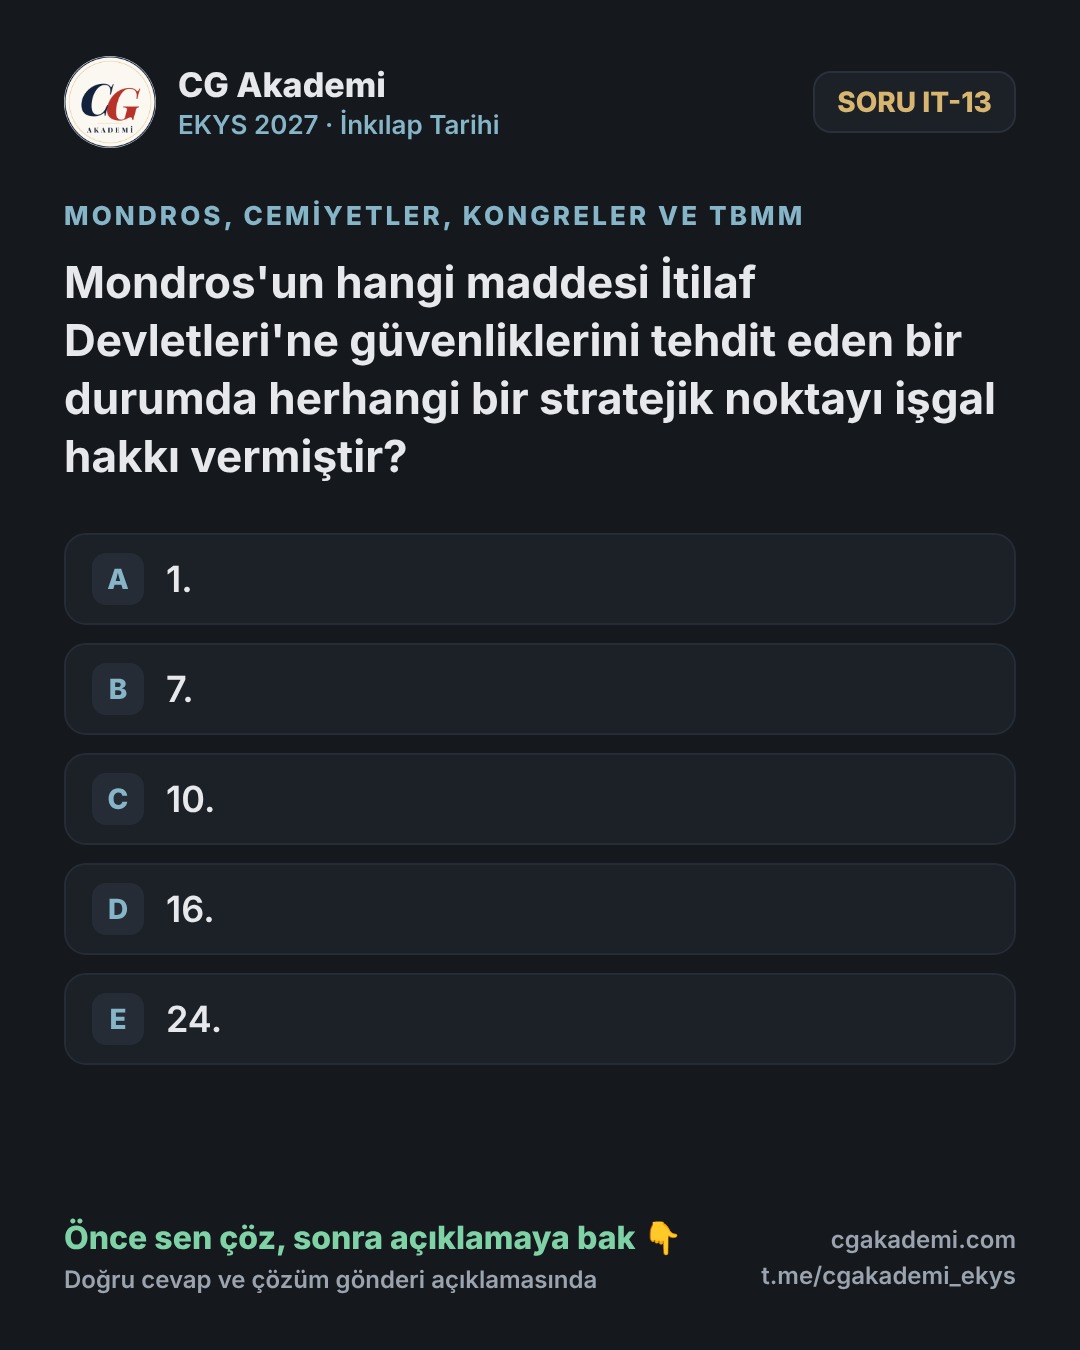 CG
AKADEMİ
CG Akademi
EKYS 2027 · İnkılap Tarihi
SORU IT-13
MONDROS, CEMİYETLER, KONGRELER VE TBMM
Mondros'un hangi maddesi İtilaf
Devletleri'ne güvenliklerini tehdit eden bir
durumda herhangi bir stratejik noktayı işgal
hakkı vermiştir?
A 1.
B 7.
C 10.
D 16.
E 24.
Önce sen çöz, sonra açıklamaya bak 👇
Doğru cevap ve çözüm gönderi açıklamasında
cgakademi.com
t.me/cgakademi_ekys